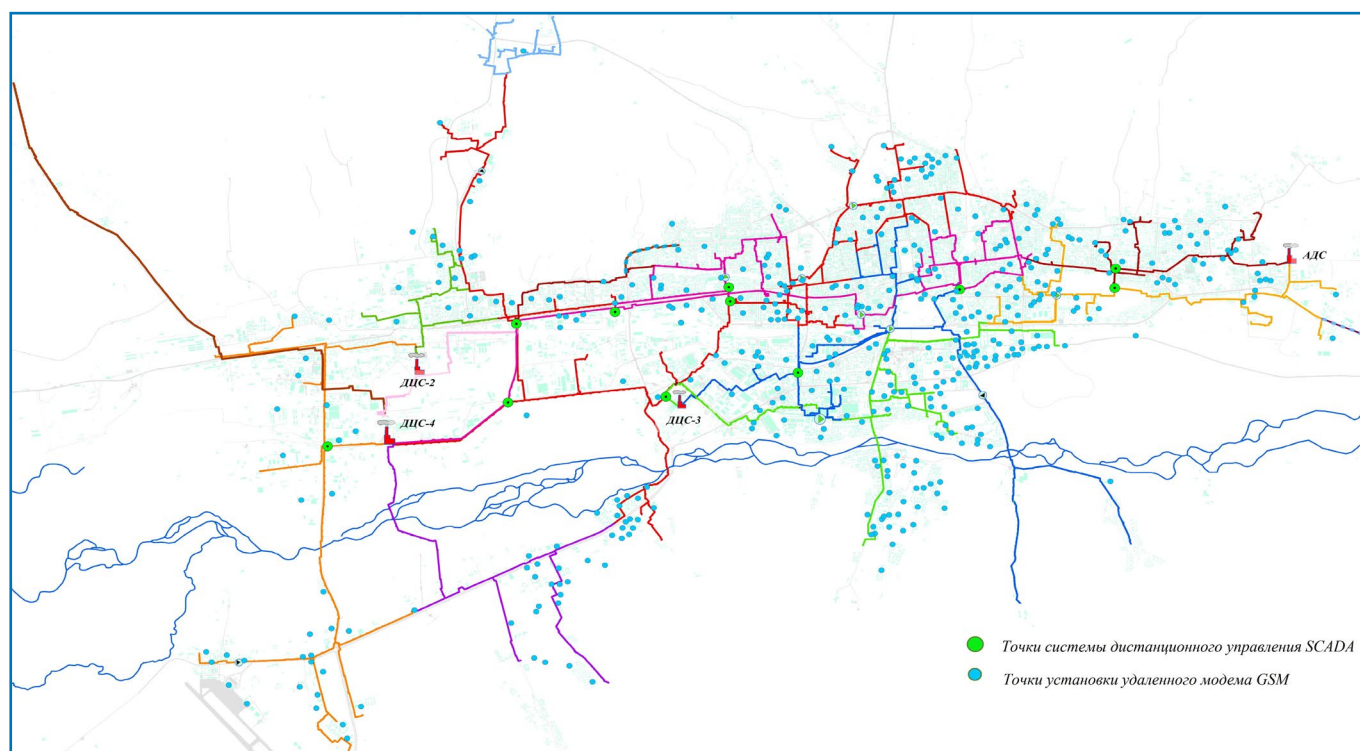 АДС
ДЦС-2
ДЦС-3
ДЦС-4
Точки системы дистанционного управления SCADA
Точки установки удаленного модема GSM